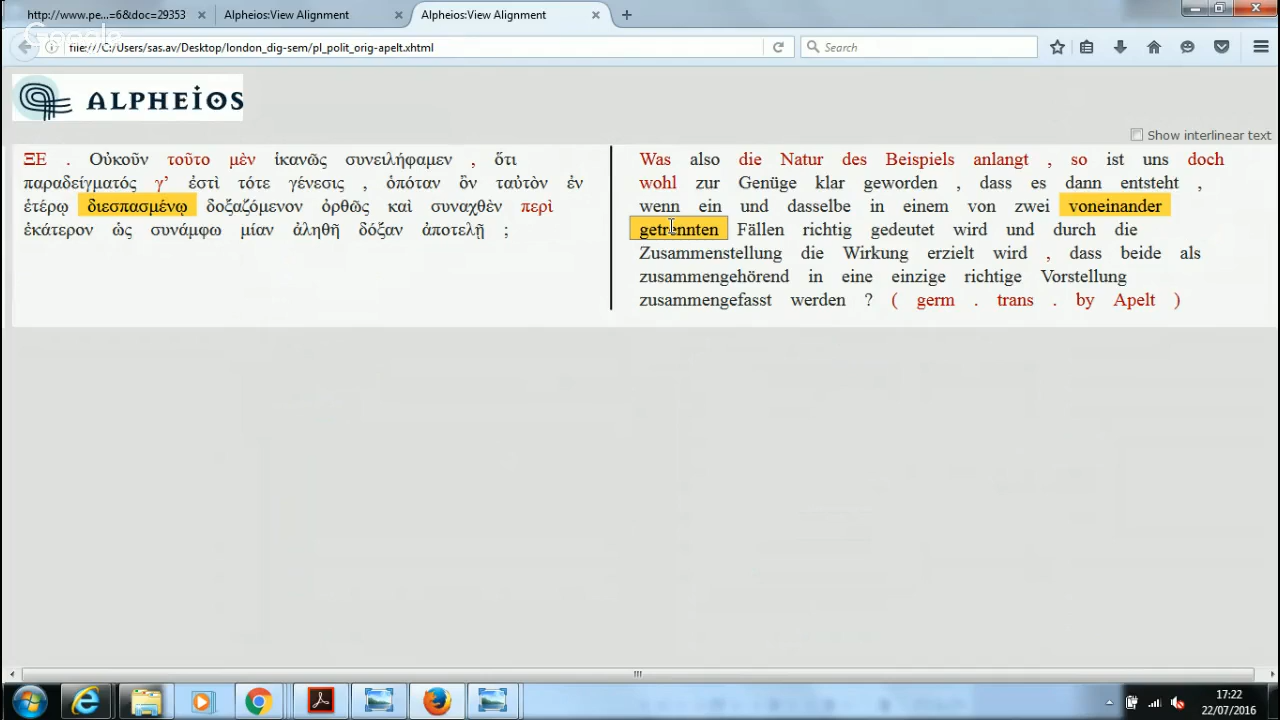 http://www.pe...=6&doc=29353
Alpheios:View Alignment
Alpheios:View Alignment
Google
file:///C:/Users/sas.av/Desktop/london_dig-sem/pl_polit_orig-apelt.xhtml
Search
ALPHEIOS
Show interlinear text
ΞΕ . Οὐκοῦν τοῦτο μὲν ἱκανῶς συνειλήφαμεν , ὅτι
παραδείγματός γ’ ἐστὶ τότε γένεσις , ὁπόταν ὂν ταὐτὸν ἐν
ἑτέρῳ διεσπασμένῳ δοξαζόμενον ὀρθῶς καὶ συναχθὲν περὶ
ἑκάτερον ὡς συνάμφω μίαν ἀληθῆ δόξαν ἀποτελῇ ;
Was also die Natur des Beispiels anlangt , so ist uns doch
wohl zur Genüge klar geworden , dass es dann entsteht ,
wenn ein und dasselbe in einem von zwei voneinander
getrennten Fällen richtig gedeutet wird und durch die
Zusammenstellung die Wirkung erzielt wird , dass beide als
zusammengehörend in eine einzige richtige Vorstellung
zusammengefasst werden ? ( germ . trans . by Apelt )
17:22
22/07/2016